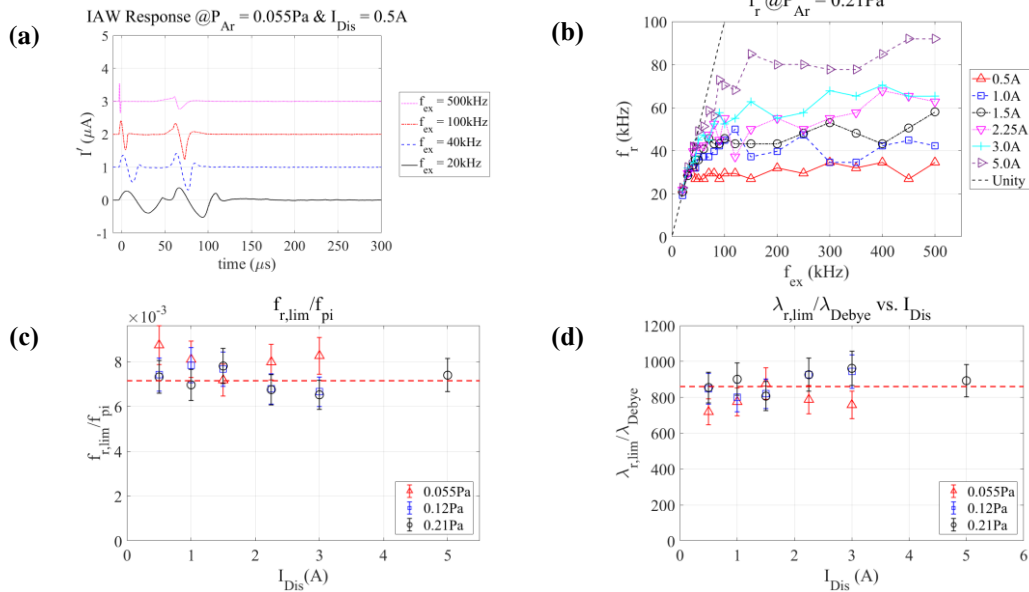 (a)
IAW Response @P_Ar = 0.055Pa & I_Dis = 0.5A
I' (μA)
5
4
3
2
1
0
-1
0
50
100
150
200
250
300
time (μs)
f_ex = 500kHz
f_ex = 100kHz
f_ex = 40kHz
f_ex = 20kHz
(b)
f_r @P_Ar = 0.21Pa
f_r (kHz)
100
80
60
40
20
0
0
100
200
300
400
500
f_ex (kHz)
0.5A
1.0A
1.5A
2.25A
3.0A
5.0A
Unity
(c)
f_r,lim/f_pi
×10^-3
f_r,lim/f_pi
8
6
4
2
0
0
1
2
3
4
5
I_Dis(A)
0.055Pa
0.12Pa
0.21Pa
(d)
λ_r,lim/λ_Debye vs. I_Dis
λ_r,lim/λ_Debye
1200
1000
800
600
400
200
0
0
1
2
3
4
5
6
I_Dis(A)
0.055Pa
0.12Pa
0.21Pa